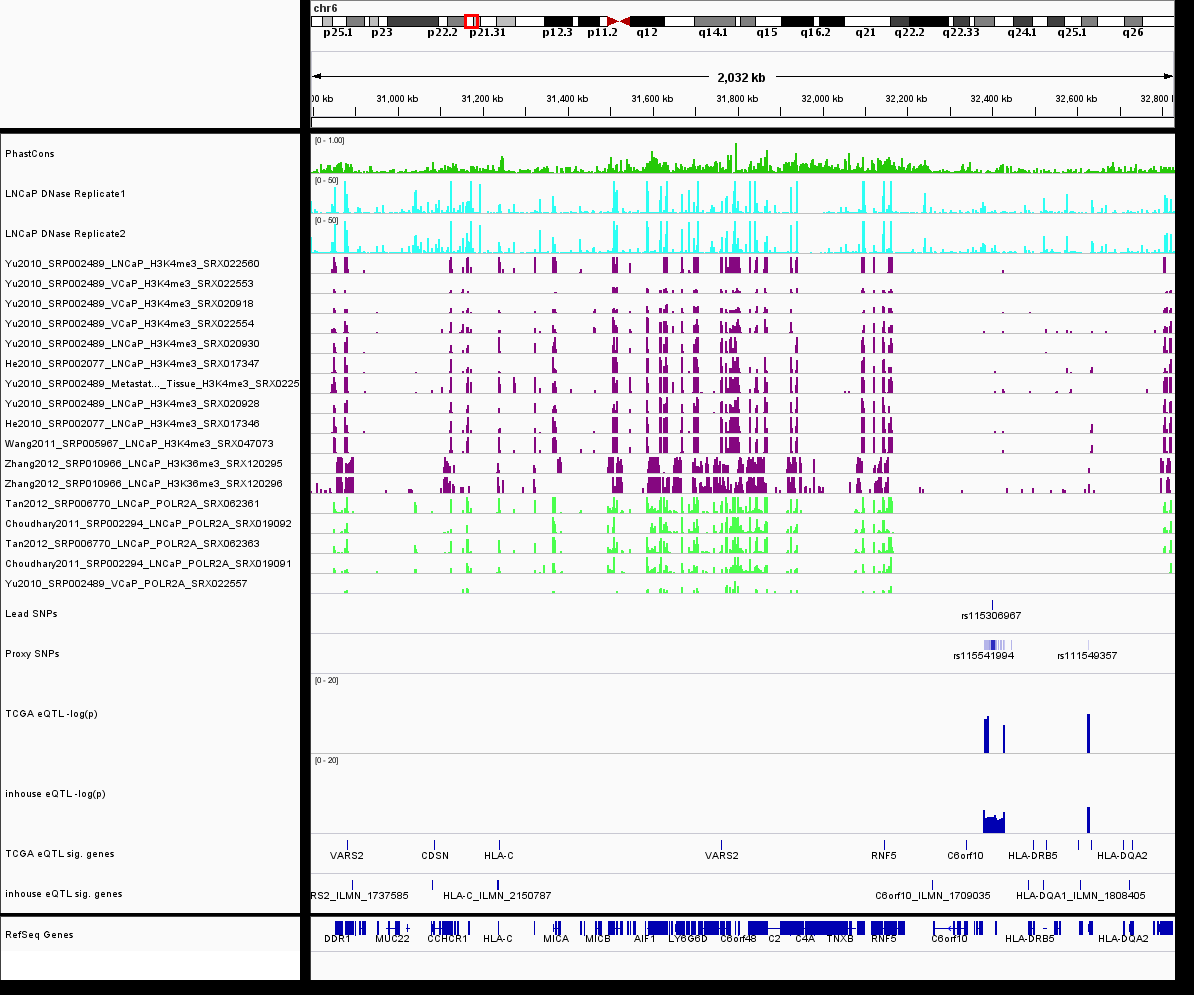 chr6
p25.1 p23 p22.2 p21.31 p12.3 p11.2 q12 q14.1 q15 q16.2 q21 q22.2 q22.33 q24.1 q25.1 q26
2,032 kb
00 kb 31,000 kb 31,200 kb 31,400 kb 31,600 kb 31,800 kb 32,000 kb 32,200 kb 32,400 kb 32,600 kb 32,800
PhastCons [0 - 1.00]
LNCaP DNase Replicate1 [0 - 50]
LNCaP DNase Replicate2 [0 - 50]
Yu2010_SRP002489_LNCaP_H3K4me3_SRX022560
Yu2010_SRP002489_VCaP_H3K4me3_SRX022553
Yu2010_SRP002489_VCaP_H3K4me3_SRX020918
Yu2010_SRP002489_VCaP_H3K4me3_SRX022554
Yu2010_SRP002489_LNCaP_H3K4me3_SRX020930
He2010_SRP002077_LNCaP_H3K4me3_SRX017347
Yu2010_SRP002489_Metastat..._Tissue_H3K4me3_SRX0225
Yu2010_SRP002489_LNCaP_H3K4me3_SRX020928
He2010_SRP002077_LNCaP_H3K4me3_SRX017346
Wang2011_SRP005967_LNCaP_H3K4me3_SRX047073
Zhang2012_SRP010966_LNCaP_H3K36me3_SRX120295
Zhang2012_SRP010966_LNCaP_H3K36me3_SRX120296
Tan2012_SRP006770_LNCaP_POLR2A_SRX062361
Choudhary2011_SRP002294_LNCaP_POLR2A_SRX019092
Tan2012_SRP006770_LNCaP_POLR2A_SRX062363
Choudhary2011_SRP002294_LNCaP_POLR2A_SRX019091
Yu2010_SRP002489_VCaP_POLR2A_SRX022557
Lead SNPs rs115306967
Proxy SNPs rs115541994 rs111549357
TCGA eQTL -log(p) [0 - 20]
inhouse eQTL -log(p) [0 - 20]
TCGA eQTL sig. genes VARS2 CDSN HLA-C VARS2 RNF5 C6orf10 HLA-DRB5 HLA-DQA2
inhouse eQTL sig. genes RS2_ILMN_1737585 HLA-C_ILMN_2150787 C6orf10_ILMN_1709035 HLA-DQA1_ILMN_1808405
RefSeq Genes DDR1 MUC22 CCHCR1 HLA-C MICA MICB AIF1 LY6G6D C6orf48 C2 C4A TNXB RNF5 C6orf10 HLA-DRB5 HLA-DQA2